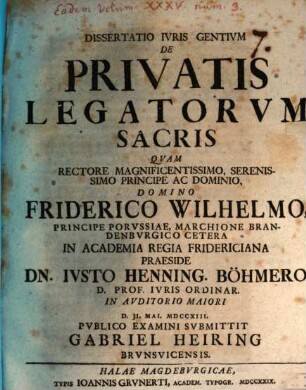 Eadem Volum. XXXV. num. 3.
7.
DISSERTATIO IVRIS GENTIVM
DE
PRIVATIS
LEGATORVM
SACRIS
QVAM
RECTORE MAGNIFICENTISSIMO, SERENIS-
SIMO PRINCIPE AC DOMINIO,
DOMINO
FRIDERICO WILHELMO,
PRINCIPE PORVSSIAE, MARCHIONE BRAN-
DENBVRGICO CETERA
IN ACADEMIA REGIA FRIDERICIANA
PRAESIDE
DN. IVSTO HENNING. BÖHMERO
D. PROF. IVRIS ORDINAR.
IN AVDITORIO MAIORI
D. JI. MAI. MDCCXIII.
PVBLICO EXAMINI SVBMITTIT
GABRIEL HEIRING
BRVNSVICENSIS.
HALAE MAGDEBVRGICAE,
TYPIS IOANNIS GRVNERTI, ACADEM. TYPOGR. MDCCXXIX.